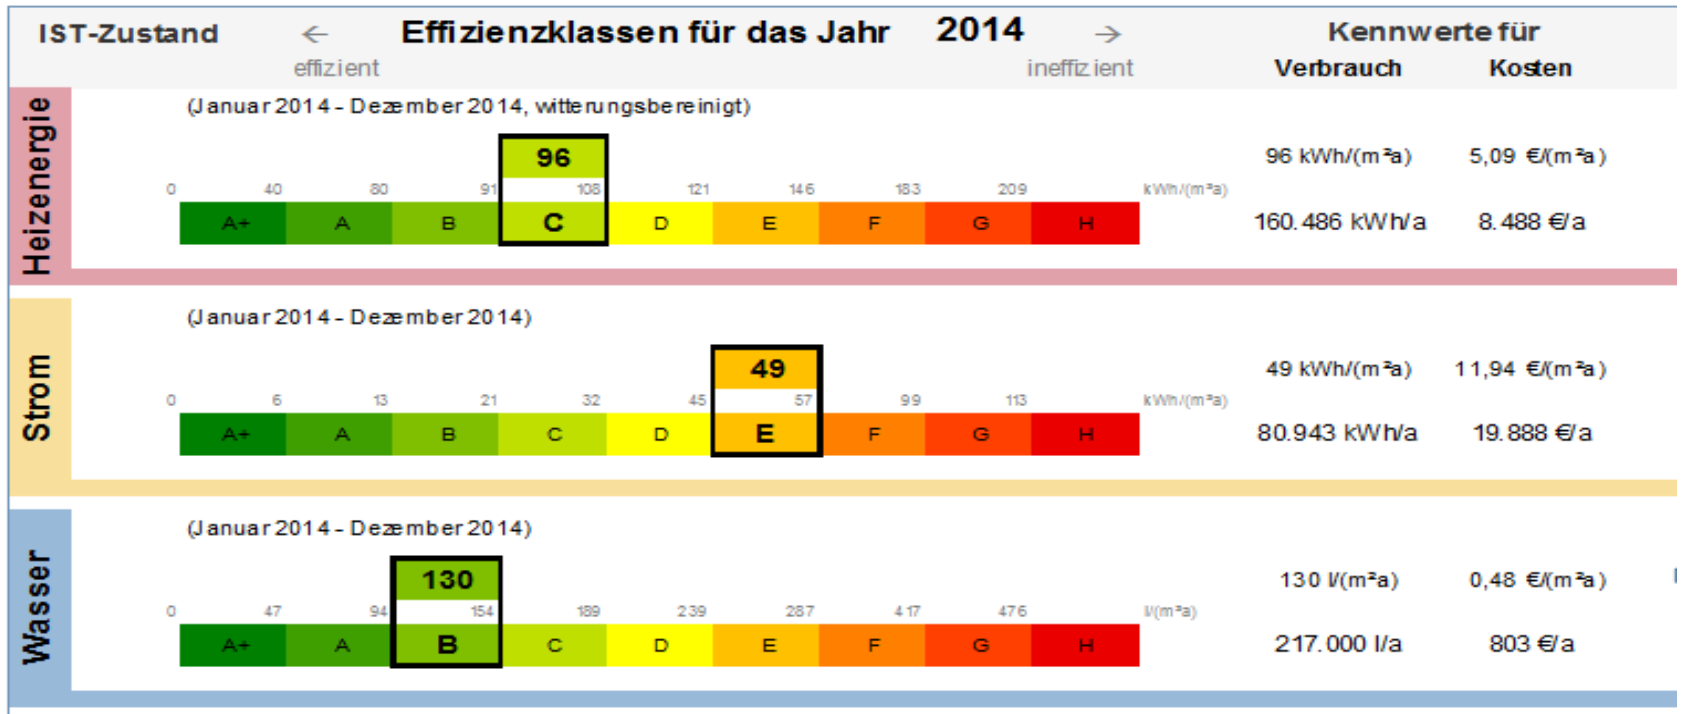 IST-Zustand ← Effizienzklassen für das Jahr 2014 → Kennwerte für
effizient ineffizient Verbrauch Kosten
Heizenergie
(Januar 2014 - Dezember 2014, witterungsbereinigt)
96 96 kWh/(m²a) 5,09 €/(m²a)
0 40 80 91 108 121 146 183 209 kWh/(m²a)
A+ A B C D E F G H 160.486 kWh/a 8.488 €/a
Strom
(Januar 2014 - Dezember 2014)
49 49 kWh/(m²a) 11,94 €/(m²a)
0 6 13 21 32 45 57 99 113 kWh/(m²a)
A+ A B C D E F G H 80.943 kWh/a 19.888 €/a
Wasser
(Januar 2014 - Dezember 2014)
130 130 l/(m²a) 0,48 €/(m²a)
0 47 94 154 189 239 287 417 476 l/(m²a)
A+ A B C D E F G H 217.000 l/a 803 €/a